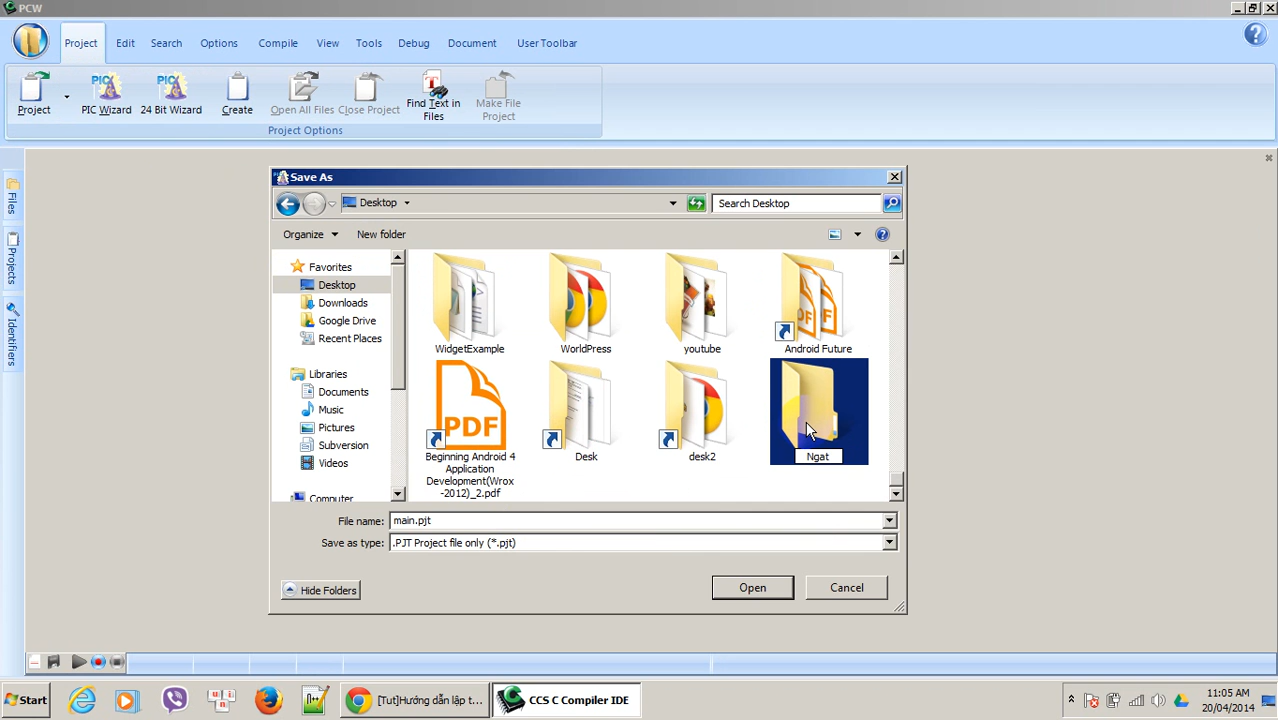 PCW
Project Edit Search Options Compile View Tools Debug Document User Toolbar
Project PIC Wizard 24 Bit Wizard Create Open All Files Close Project Find Text in Files Make File Project
Project Options
Files
Projects
Identifiers
Save As
Desktop
Search Desktop
Organize New folder
Favorites
Desktop
Downloads
Google Drive
Recent Places
Libraries
Documents
Music
Pictures
Subversion
Videos
Computer
WidgetExample WorldPress youtube Android Future
PDF
Beginning Android 4
Application
Development(Wrox
-2012)_2.pdf
Desk desk2 Ngat
File name: main.pjt
Save as type: .PJT Project file only (*.pjt)
Hide Folders Open Cancel
Start
[Tut]Hướng dẫn lập t...
CCS C Compiler IDE
11:05 AM
20/04/2014